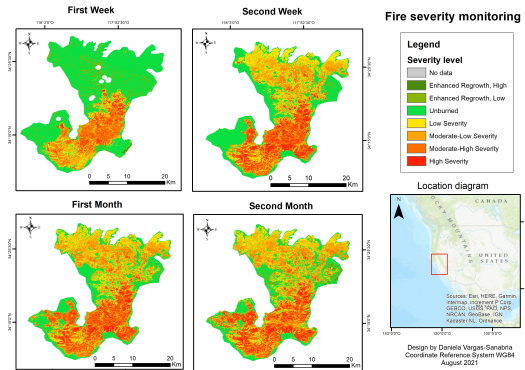 First Week
Second Week
Fire severity monitoring
Legend
Severity level
No data
Enhanced Regrowth, High
Enhanced Regrowth, Low
Unburned
Low Severity
Moderate-Low Severity
Moderate-High Severity
High Severity
0 5 10 20
Km
0 5 10 20
Km
First Month
Second Month
0 5 10 20
Km
0 5 10 20
Km
Location diagram
N
CANADA
ROCKY MOUNTAINS
UNITED
STATES
Sources: Esri, HERE, Garmin,
Intermap, increment P Corp.,
GEBCO, USGS, FAO, NPS,
NRCAN, GeoBase, IGN,
Kadaster NL, Ordnance
Design by Daniela Vargas-Sanabria
Coordinate Reference System WG84
August 2021